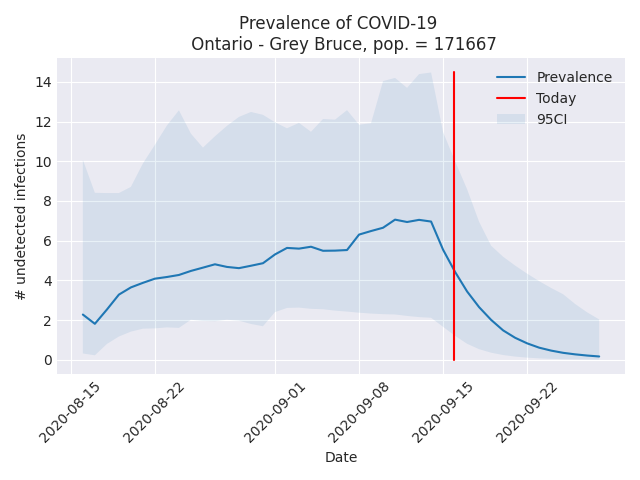 Prevalence of COVID-19
Ontario - Grey Bruce, pop. = 171667
# undetected infections
14
12
10
8
6
4
2
0
Prevalence
Today
95CI
2020-08-15
2020-08-22
2020-09-01
2020-09-08
2020-09-15
2020-09-22
Date